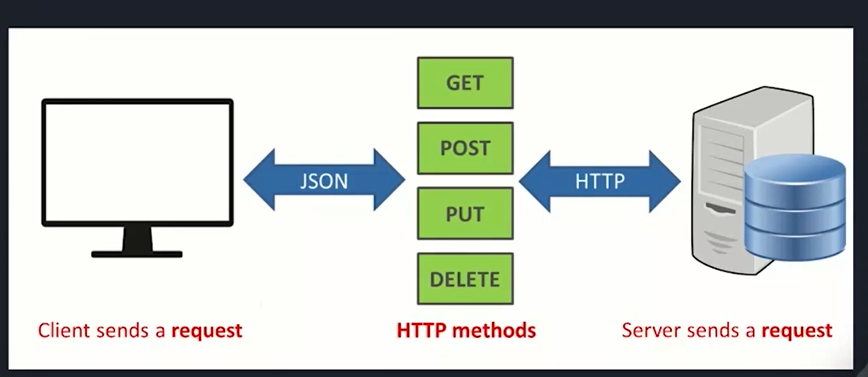 GET
POST
JSON
HTTP
PUT
DELETE
Client sends a request
HTTP methods
Server sends a request